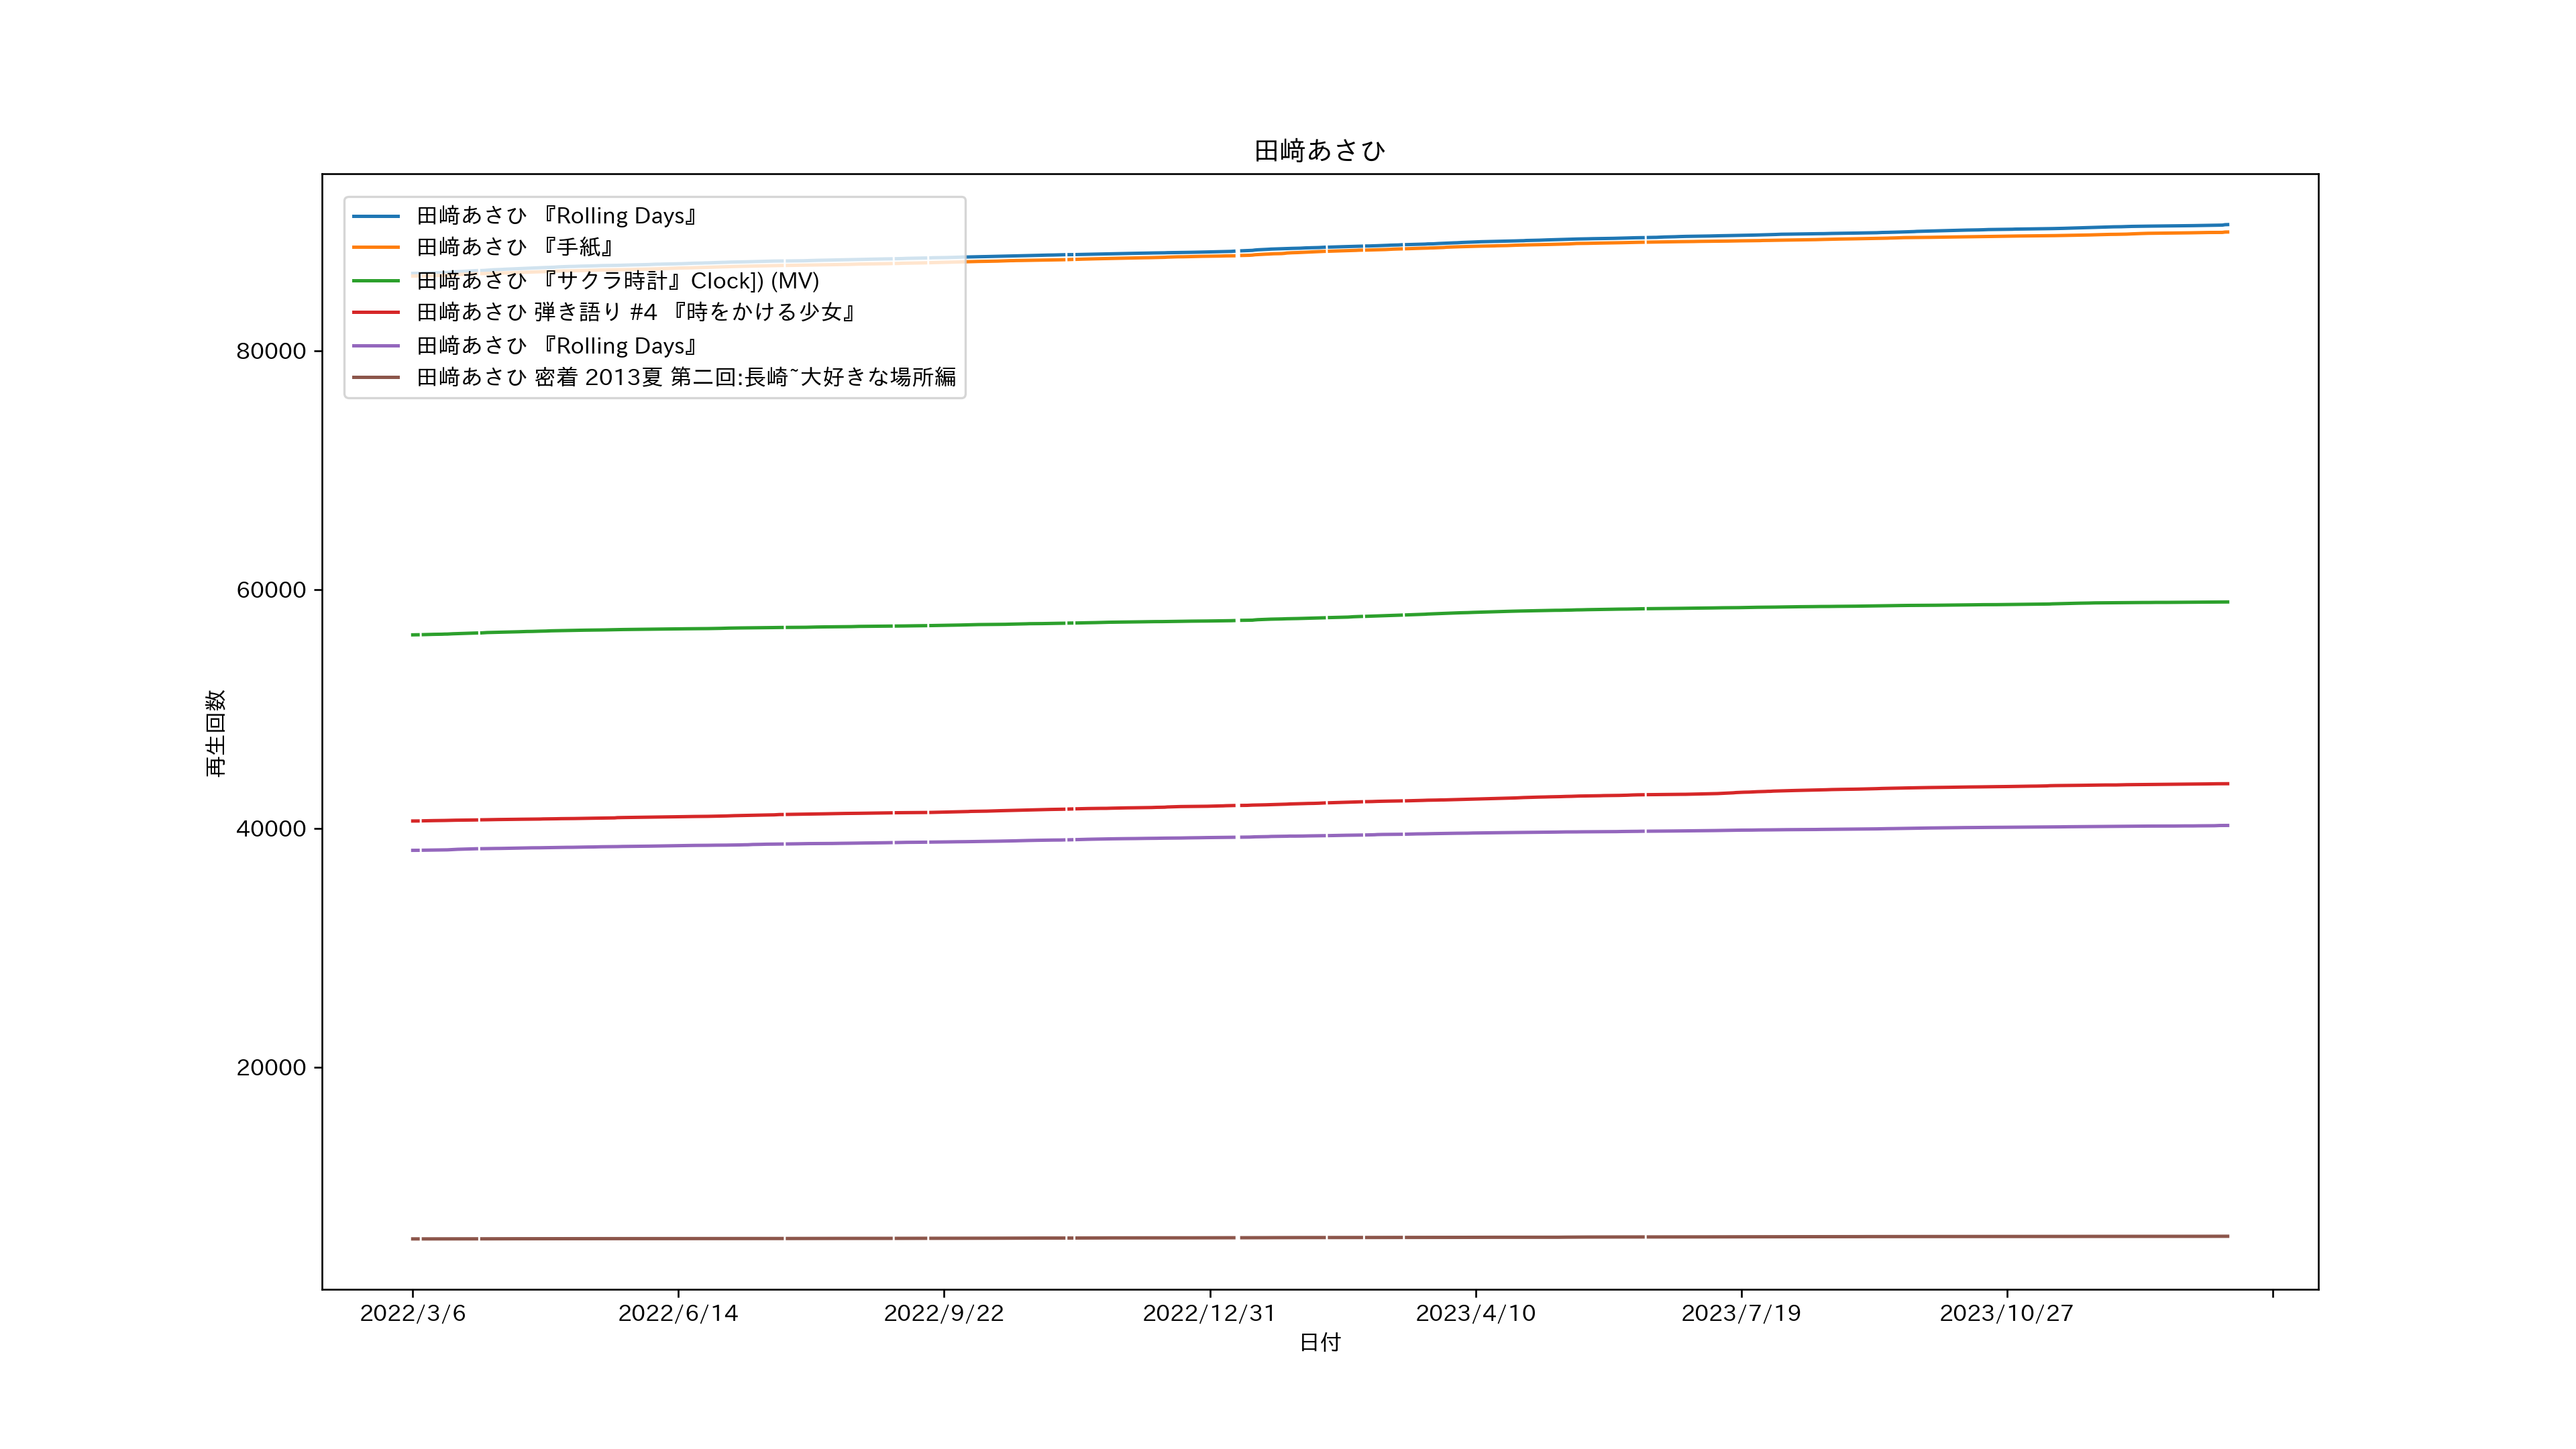 田﨑あさひ
田﨑あさひ 『Rolling Days』
田﨑あさひ 『手紙』
田﨑あさひ 『サクラ時計』Clock]) (MV)
田﨑あさひ 弾き語り #4 『時をかける少女』
田﨑あさひ 『Rolling Days』
田﨑あさひ 密着 2013夏 第二回:長崎~大好きな場所編
80000
60000
40000
20000
再生回数
2022/3/6
2022/6/14
2022/9/22
2022/12/31
2023/4/10
2023/7/19
2023/10/27
日付